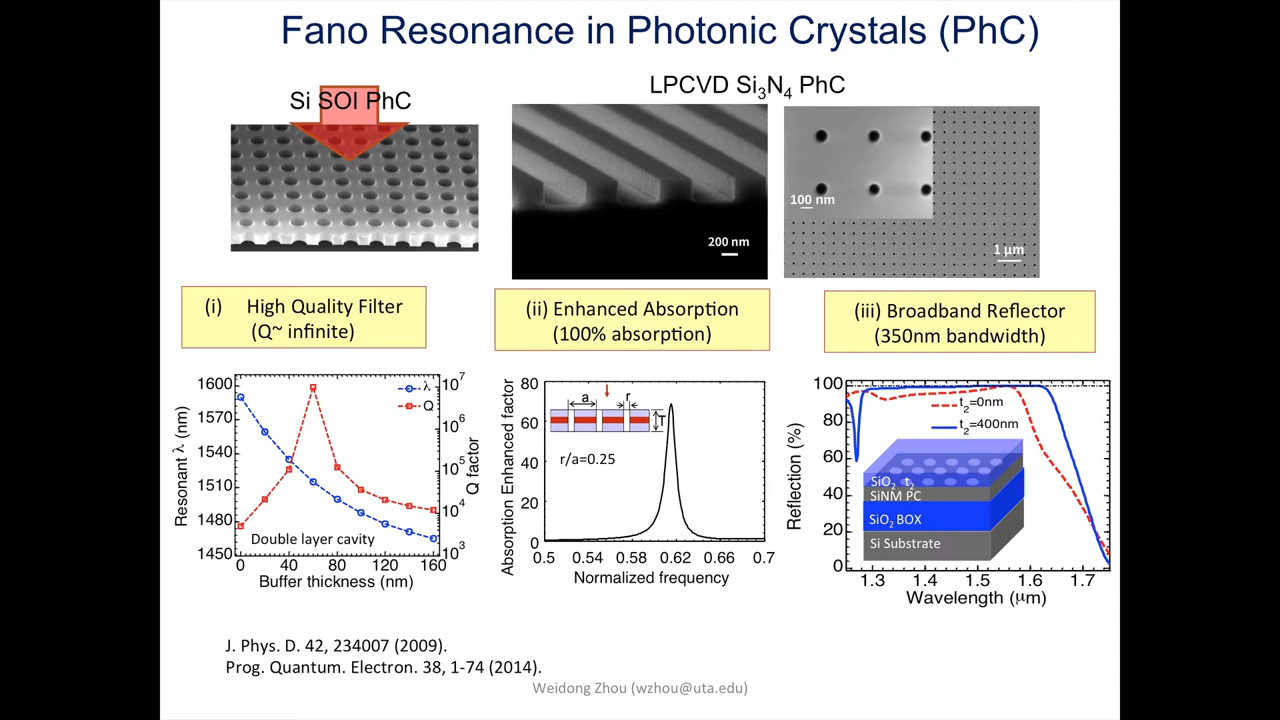 Fano Resonance in Photonic Crystals (PhC)
Si SOI PhC
LPCVD Si3N4 PhC
200 nm
100 nm
1 µm
(i) High Quality Filter
(Q~ infinite)
(ii) Enhanced Absorption
(100% absorption)
(iii) Broadband Reflector
(350nm bandwidth)
Resonant λ (nm)
1600
1570
1540
1510
1480
1450
λ
Q
10^7
10^6
10^5
10^4
10^3
Q factor
Double layer cavity
0 40 80 120 160
Buffer thickness (nm)
Absorption Enhanced factor
80
60
40
20
0
a r
T
r/a=0.25
0.5 0.54 0.58 0.62 0.66 0.7
Normalized frequency
Reflection (%)
100
80
60
40
20
0
t2=0nm
t2=400nm
SiO2 t2
SiNM PC
SiO2 BOX
Si Substrate
1.3 1.4 1.5 1.6 1.7
Wavelength (µm)
J. Phys. D. 42, 234007 (2009).
Prog. Quantum. Electron. 38, 1-74 (2014).
Weidong Zhou (wzhou@uta.edu)